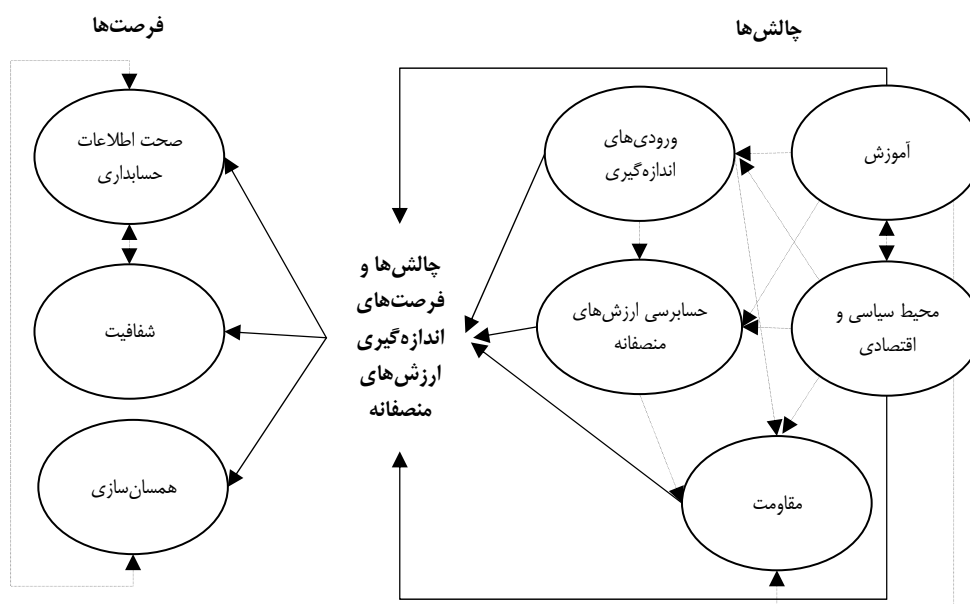 چالش‌ها
فرصت‌ها
آموزش
ورودی‌های
اندازه‌گیری
صحت اطلاعات
حسابداری
محیط سیاسی و
اقتصادی
حسابرسی ارزش‌های
منصفانه
چالش‌ها و
فرصت‌های
اندازه‌گیری
ارزش‌های
منصفانه
شفافیت
مقاومت
همسان‌سازی